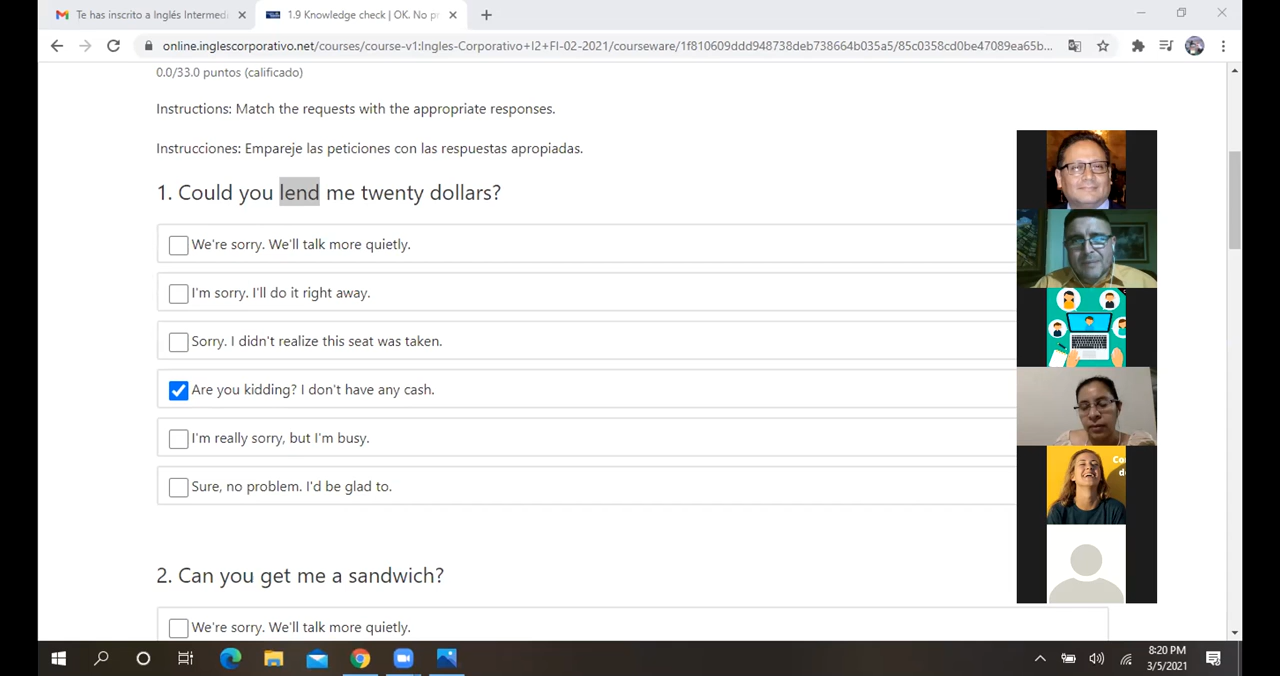 Te has inscrito a Inglés Intermed
1.9 Knowledge check | OK. No pr
online.inglescorporativo.net/courses/course-v1:Ingles-Corporativo+I2+FI-02-2021/courseware/1f810609ddd948738deb738664b035a5/85c0358cd0be47089ea65b...
0.0/33.0 puntos (calificado)
Instructions: Match the requests with the appropriate responses.
Instrucciones: Empareje las peticiones con las respuestas apropiadas.
1. Could you lend me twenty dollars?
We're sorry. We'll talk more quietly.
I'm sorry. I'll do it right away.
Sorry. I didn't realize this seat was taken.
Are you kidding? I don't have any cash.
I'm really sorry, but I'm busy.
Sure, no problem. I'd be glad to.
2. Can you get me a sandwich?
We're sorry. We'll talk more quietly.
8:20 PM
3/5/2021